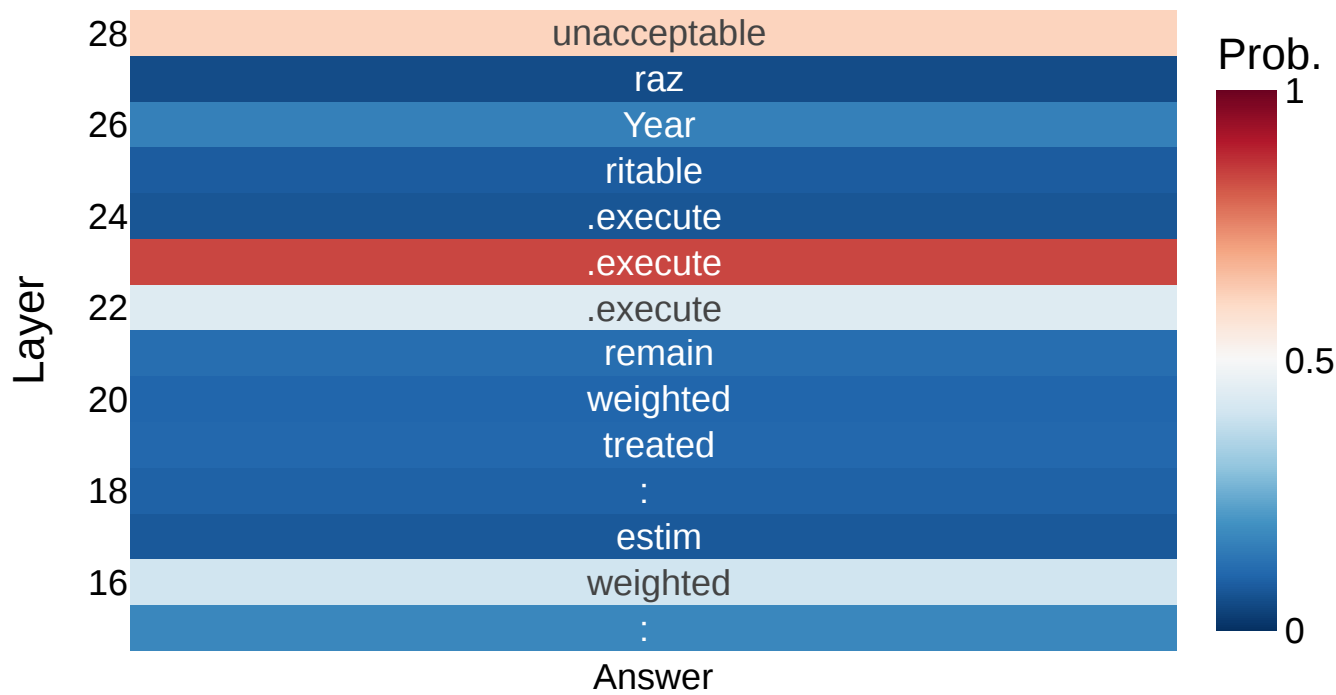 28 unacceptable
raz
26 Year
ritable
24 .execute
.execute
22 .execute
remain
20 weighted
treated
18 :
estim
16 weighted
:
Answer
Layer
Prob.
1
0.5
0